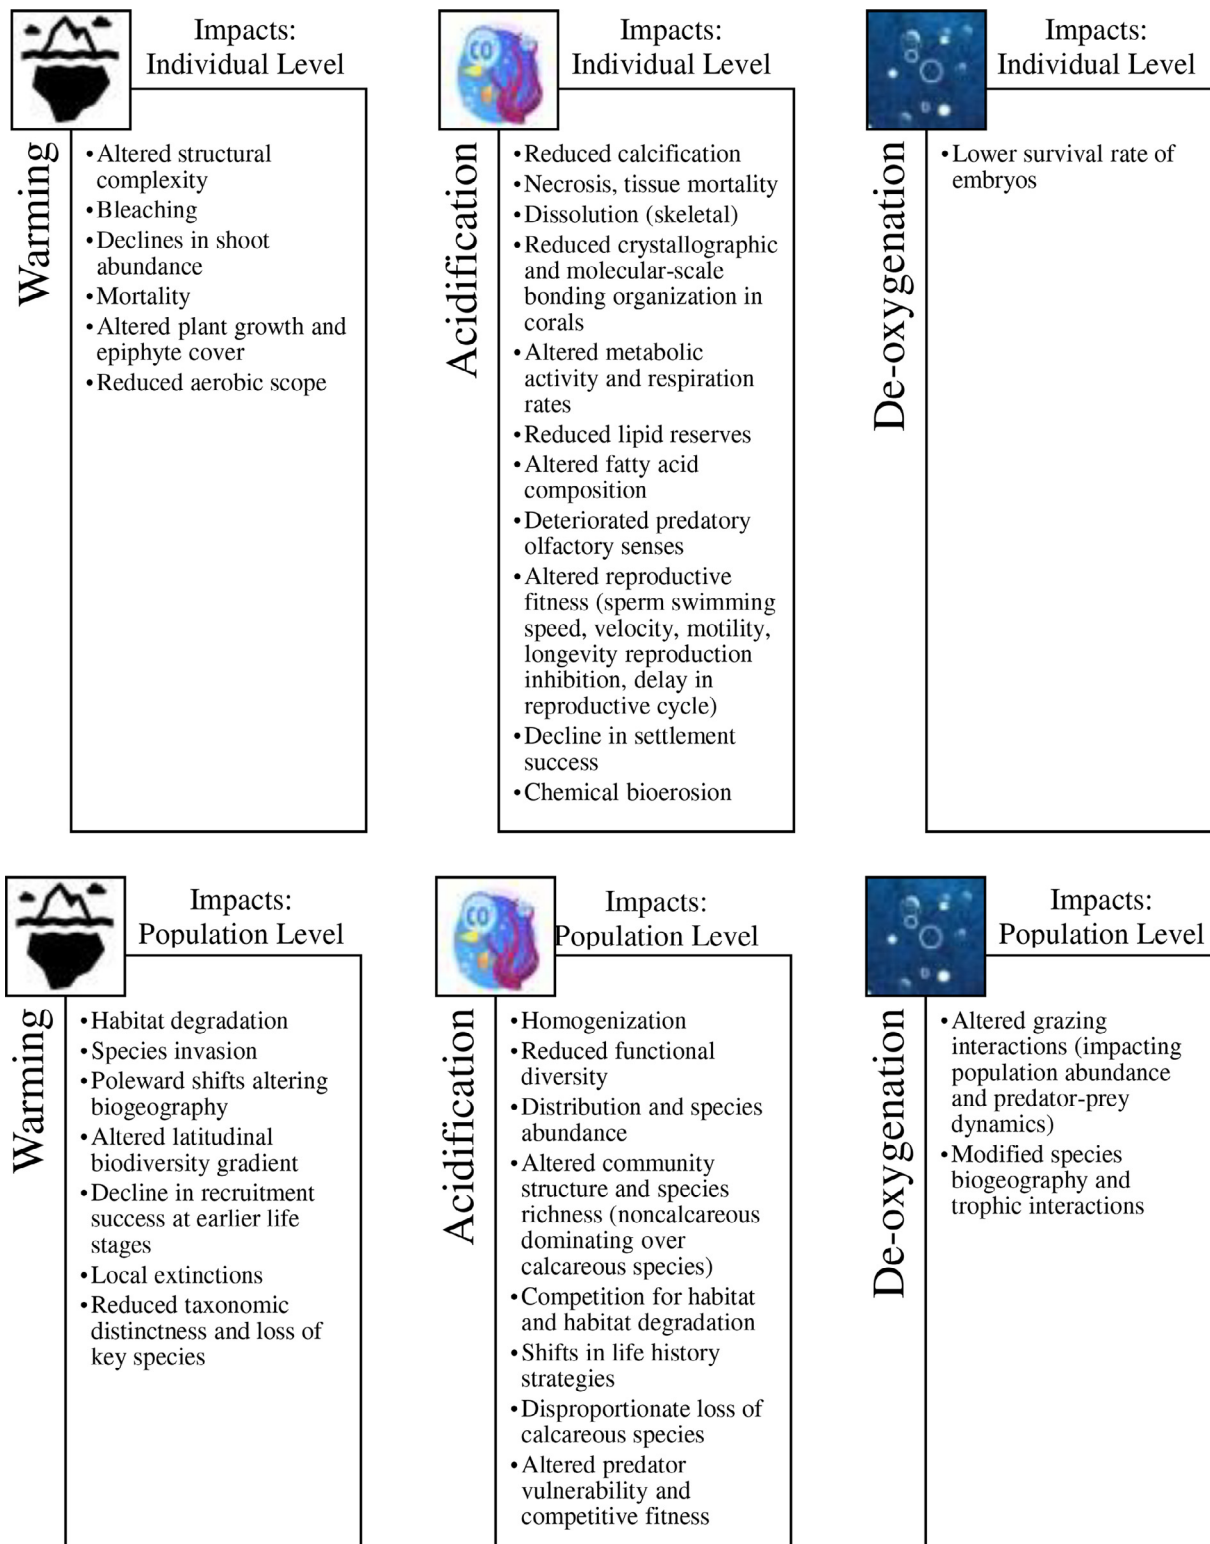 Impacts:
Individual Level
Warming
•Altered structural
complexity
•Bleaching
•Declines in shoot
abundance
•Mortality
•Altered plant growth and
epiphyte cover
•Reduced aerobic scope
CO
Impacts:
Individual Level
Acidification
•Reduced calcification
•Necrosis, tissue mortality
•Dissolution (skeletal)
•Reduced crystallographic
and molecular-scale
bonding organization in
corals
•Altered metabolic
activity and respiration
rates
•Reduced lipid reserves
•Altered fatty acid
composition
•Deteriorated predatory
olfactory senses
•Altered reproductive
fitness (sperm swimming
speed, velocity, motility,
longevity reproduction
inhibition, delay in
reproductive cycle)
•Decline in settlement
success
•Chemical bioerosion
Impacts:
Individual Level
De-oxygenation
•Lower survival rate of
embryos
Impacts:
Population Level
Warming
•Habitat degradation
•Species invasion
•Poleward shifts altering
biogeography
•Altered latitudinal
biodiversity gradient
•Decline in recruitment
success at earlier life
stages
•Local extinctions
•Reduced taxonomic
distinctness and loss of
key species
CO
Impacts:
Population Level
Acidification
•Homogenization
•Reduced functional
diversity
•Distribution and species
abundance
•Altered community
structure and species
richness (noncalcareous
dominating over
calcareous species)
•Competition for habitat
and habitat degradation
•Shifts in life history
strategies
•Disproportionate loss of
calcareous species
•Altered predator
vulnerability and
competitive fitness
Impacts:
Population Level
De-oxygenation
•Altered grazing
interactions (impacting
population abundance
and predator-prey
dynamics)
•Modified species
biogeography and
trophic interactions